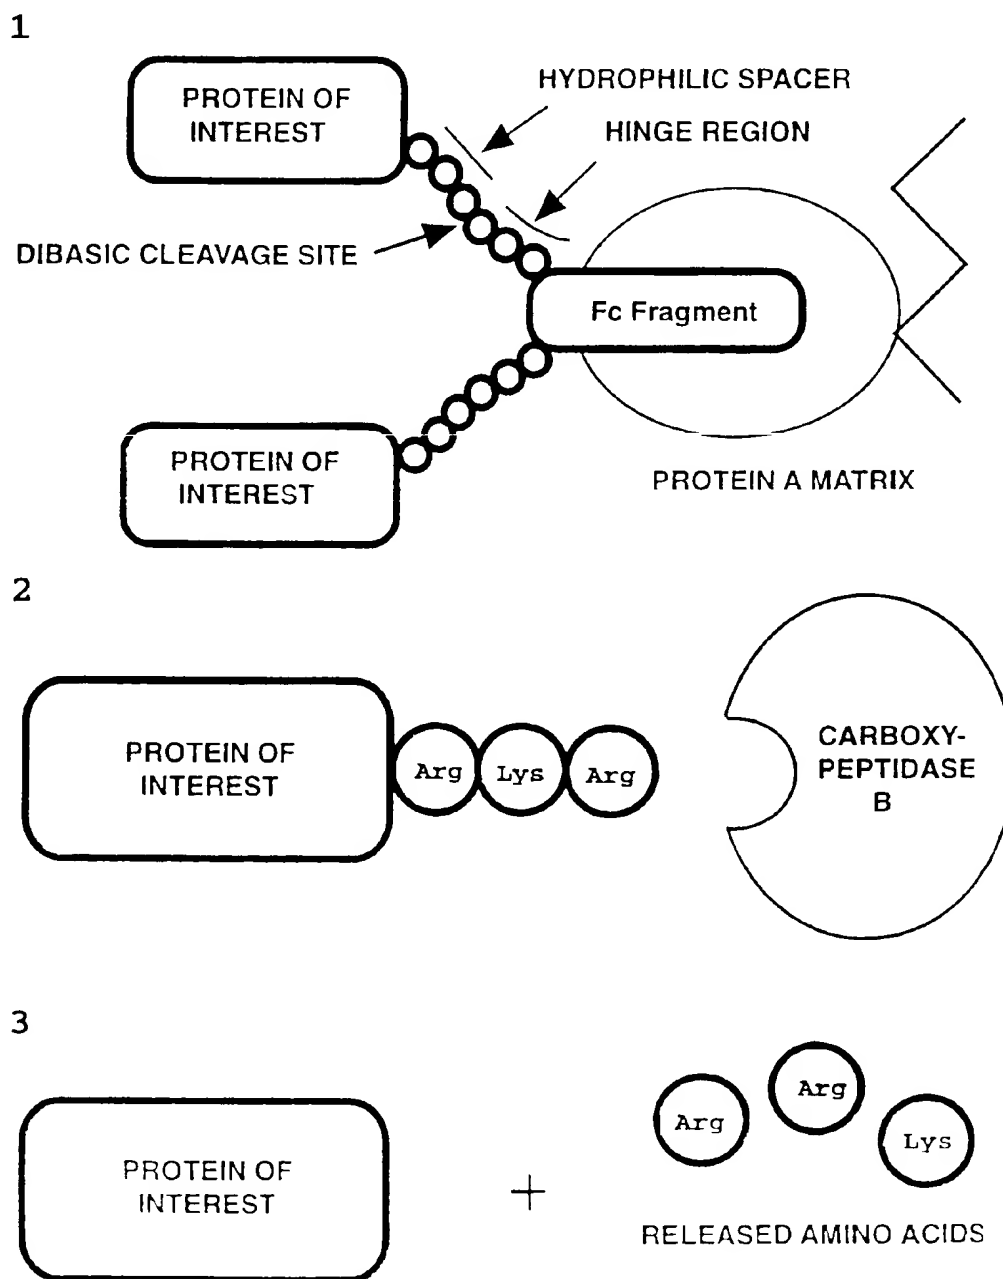 1
PROTEIN OF
INTEREST
HYDROPHILIC SPACER
HINGE REGION
DIBASIC CLEAVAGE SITE
Fc Fragment
PROTEIN OF
INTEREST
PROTEIN A MATRIX
2
PROTEIN OF
INTEREST
Arg
Lys
Arg
CARBOXY-
PEPTIDASE
B
3
PROTEIN OF
INTEREST
+
Arg
Arg
Lys
RELEASED AMINO ACIDS